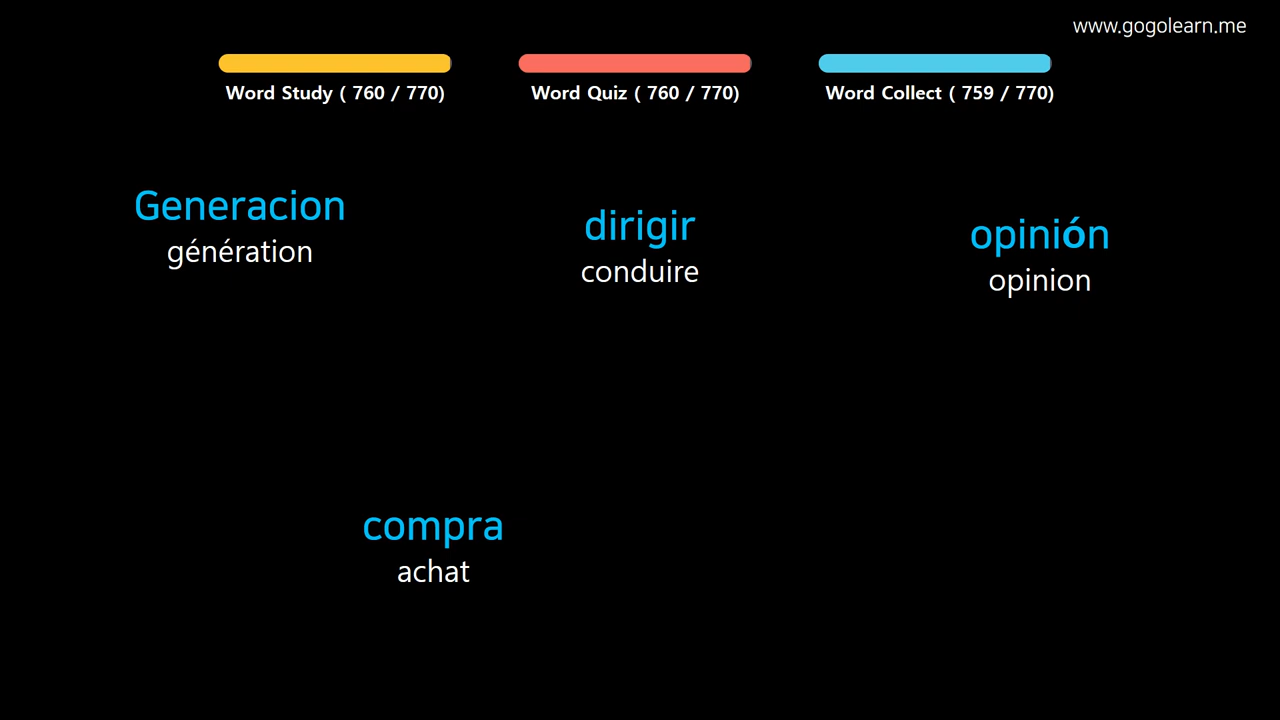 www.gogolearn.me
Word Study ( 760 / 770)
Word Quiz ( 760 / 770)
Word Collect ( 759 / 770)
Generacion
génération
dirigir
conduire
opinión
opinion
compra
achat